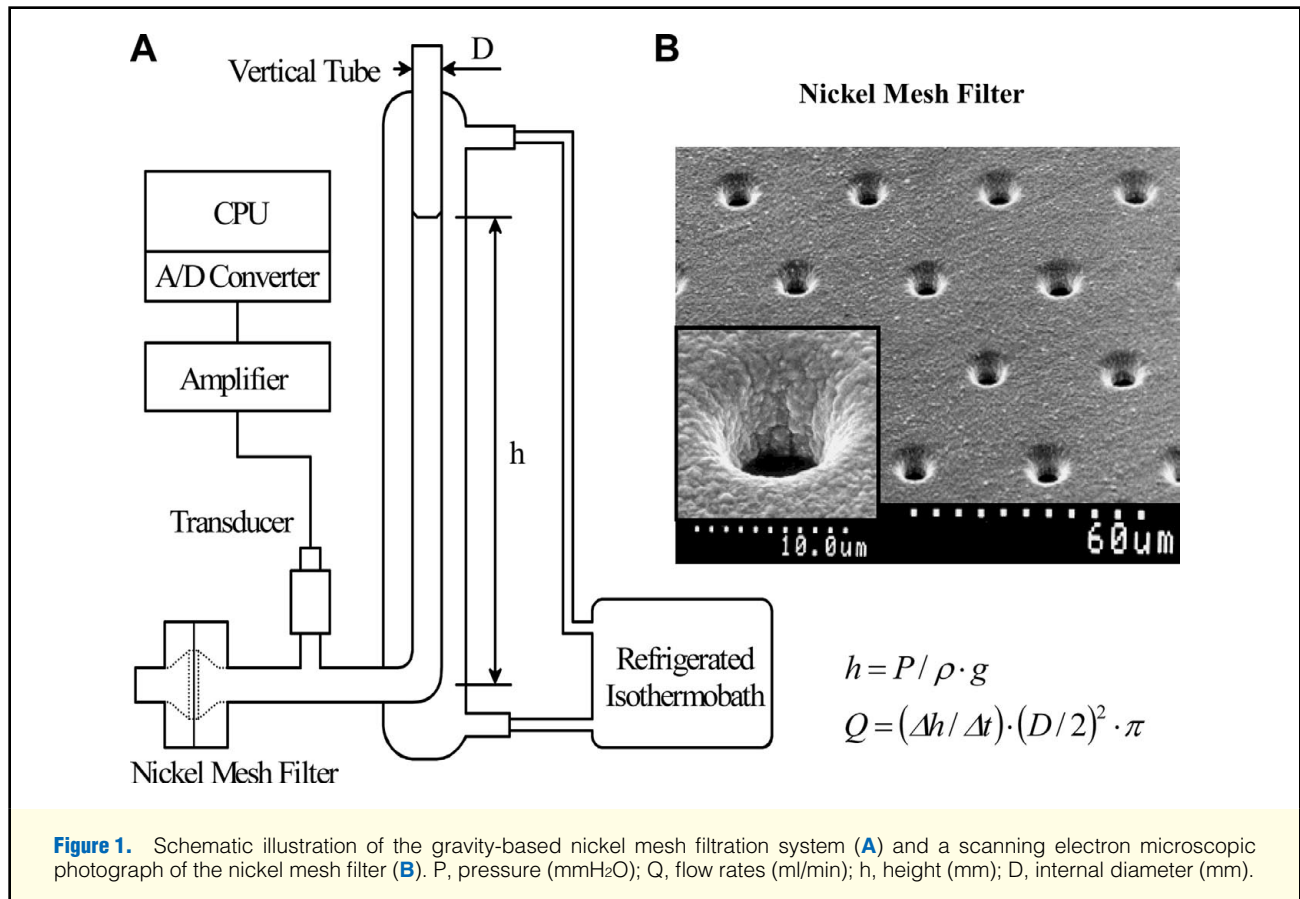 A
Vertical Tube
D
CPU
A/D Converter
Amplifier
h
Transducer
Refrigerated
Isothermobath
Nickel Mesh Filter
B
Nickel Mesh Filter
10.0um
60um
h = P / ρ · g
Q = (Δh / Δt) · (D / 2)² · π
Figure 1. Schematic illustration of the gravity-based nickel mesh filtration system (A) and a scanning electron microscopic
photograph of the nickel mesh filter (B). P, pressure (mmH₂O); Q, flow rates (ml/min); h, height (mm); D, internal diameter (mm).